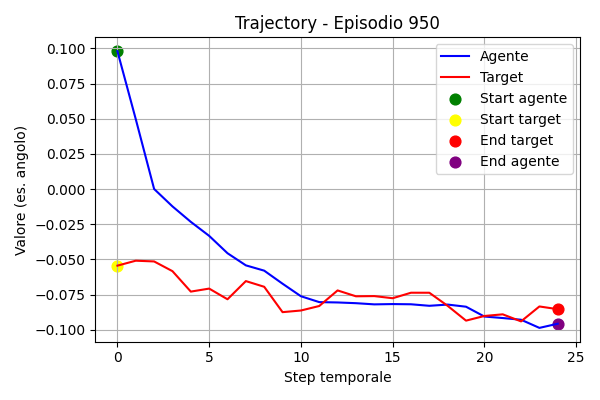 Trajectory - Episodio 950
Valore (es. angolo)
0.100
0.075
0.050
0.025
0.000
−0.025
−0.050
−0.075
−0.100
Agente
Target
Start agente
Start target
End target
End agente
0 5 10 15 20 25
Step temporale